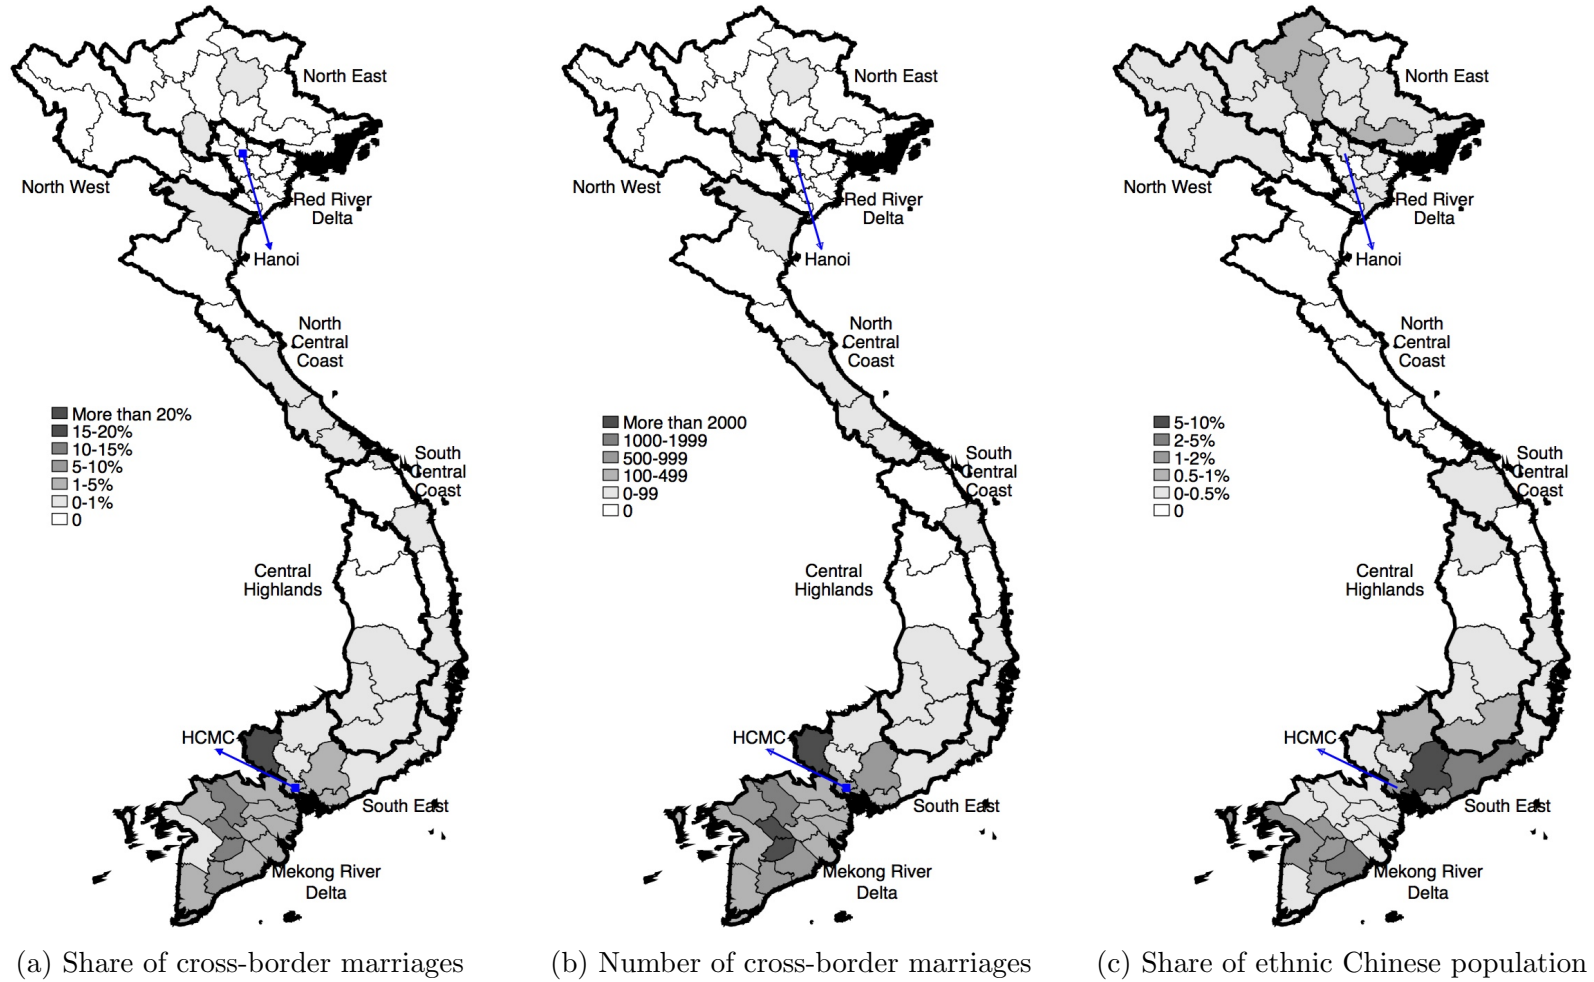 North East
North West
Red River
Delta
Hanoi
North
Central
Coast
More than 20%
15-20%
10-15%
5-10%
1-5%
0-1%
0
South
Central
Coast
Central
Highlands
HCMC
South East
Mekong River
Delta
(a) Share of cross-border marriages
North East
North West
Red River
Delta
Hanoi
North
Central
Coast
More than 2000
1000-1999
500-999
100-499
0-99
0
South
Central
Coast
Central
Highlands
HCMC
South East
Mekong River
Delta
(b) Number of cross-border marriages
North East
North West
Red River
Delta
Hanoi
North
Central
Coast
5-10%
2-5%
1-2%
0.5-1%
0-0.5%
0
South
Central
Coast
Central
Highlands
HCMC
South East
Mekong River
Delta
(c) Share of ethnic Chinese population